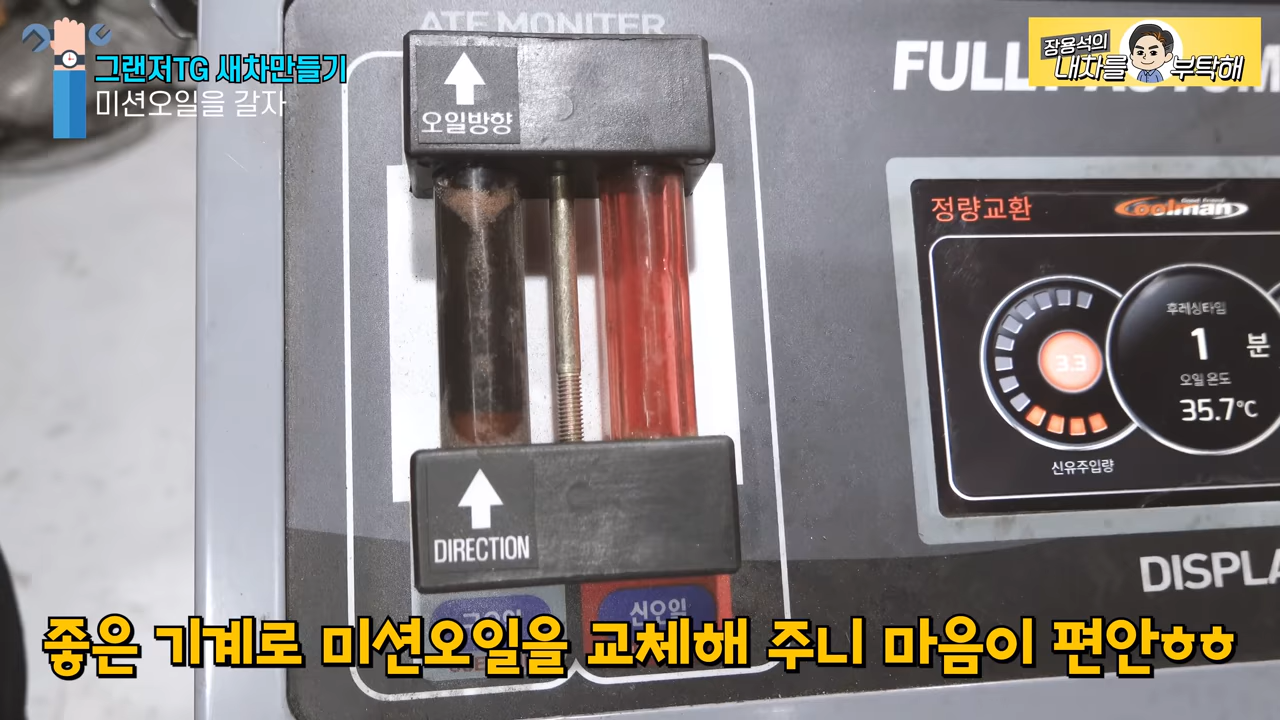 그랜저TG 새차만들기
미션오일을 갈자
장용석의
내차를 부탁해
ATF MONITER
오일방향
DIRECTION
신오일
정량교환
Coolman
3.3
신유주입량
후레싱타임
1 분
오일 온도
35.7°C
좋은 기계로 미션오일을 교체해 주니 마음이 편안ㅎㅎ